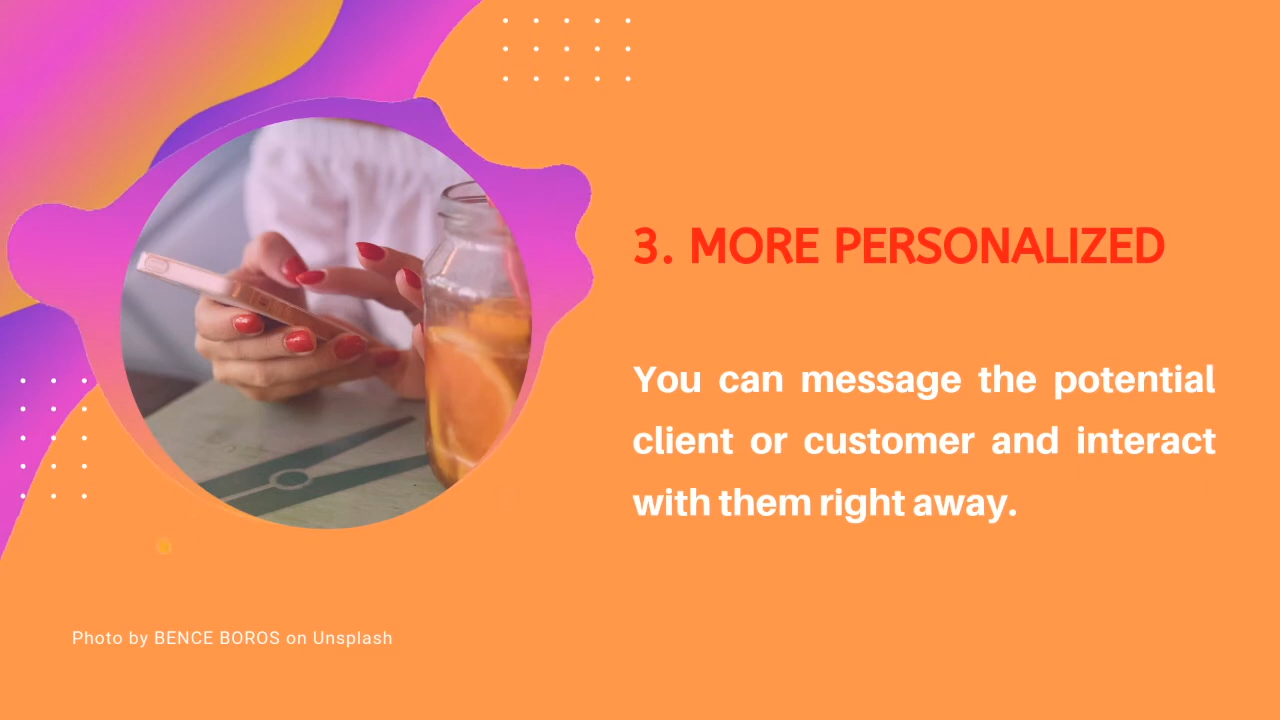 3. MORE PERSONALIZED
You can message the potential
client or customer and interact
with them right away.
Photo by BENCE BOROS on Unsplash